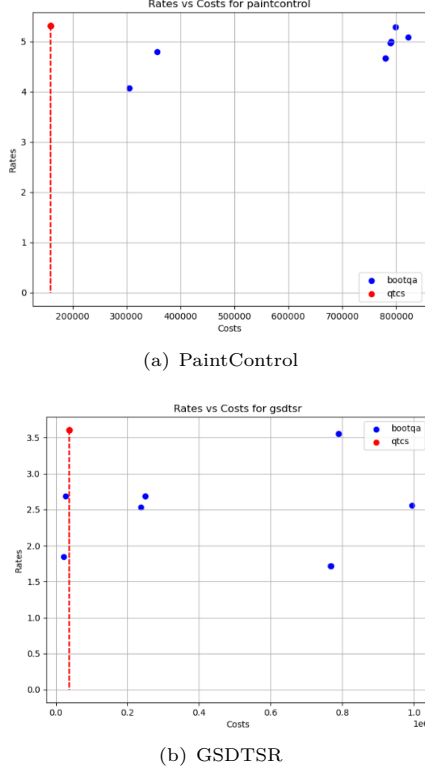 Rates vs Costs for paintcontrol
5
4
3
2
1
0
Rates
200000 300000 400000 500000 600000 700000 800000
Costs
bootqa
qtcs
(a) PaintControl
Rates vs Costs for gsdtsr
3.5
3.0
2.5
2.0
1.5
1.0
0.5
0.0
Rates
0.0 0.2 0.4 0.6 0.8 1.0
Costs
bootqa
qtcs
(b) GSDTSR